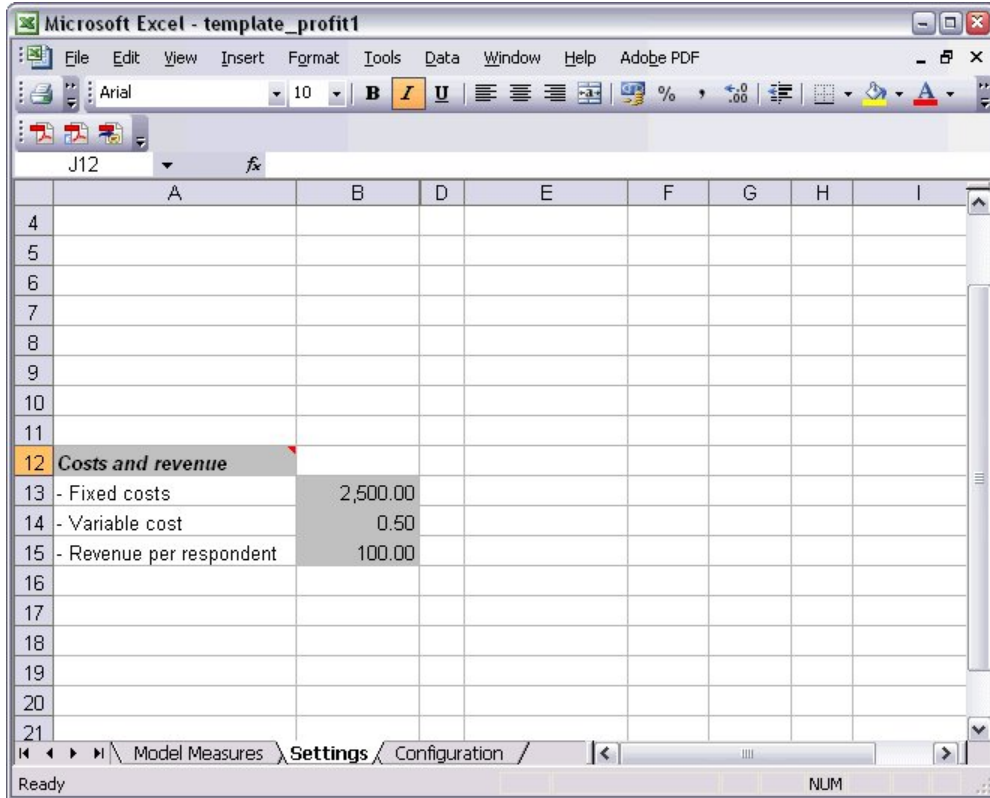 Microsoft Excel - template_profit1
File Edit View Insert Format Tools Data Window Help Adobe PDF
Arial 10 B I U % , .00
J12 fx
A B D E F G H I
4
5
6
7
8
9
10
11
12 Costs and revenue
13 - Fixed costs 2,500.00
14 - Variable cost 0.50
15 - Revenue per respondent 100.00
16
17
18
19
20
21
Model Measures Settings Configuration
Ready NUM